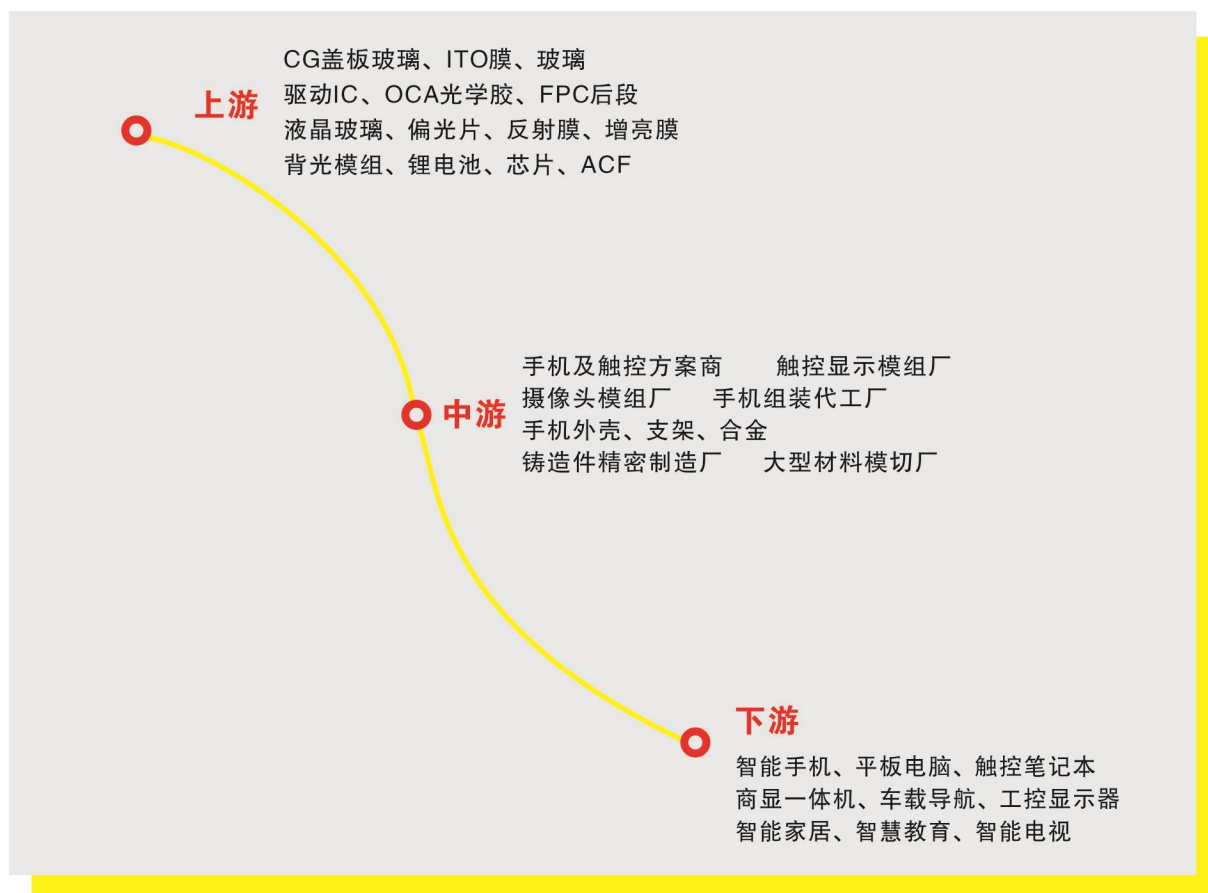 上游
CG盖板玻璃、ITO膜、玻璃
驱动IC、OCA光学胶、FPC后段
液晶玻璃、偏光片、反射膜、增亮膜
背光模组、锂电池、芯片、ACF
中游
手机及触控方案商 触控显示模组厂
摄像头模组厂 手机组装代工厂
手机外壳、支架、合金
铸造件精密制造厂 大型材料模切厂
下游
智能手机、平板电脑、触控笔记本
商显一体机、车载导航、工控显示器
智能家居、智慧教育、智能电视